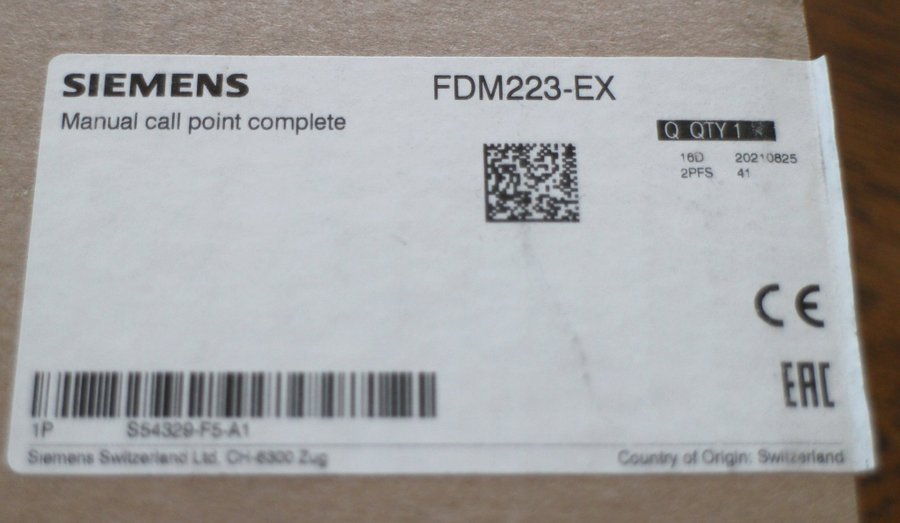 SIEMENS
FDM223-EX
Manual call point complete
Q QTY 1
16D 20210825
2PFS 41
CE
EAC
1P S54329-F5-A1
Siemens Switzerland Ltd. CH-6300 Zug
Country of Origin: Switzerland